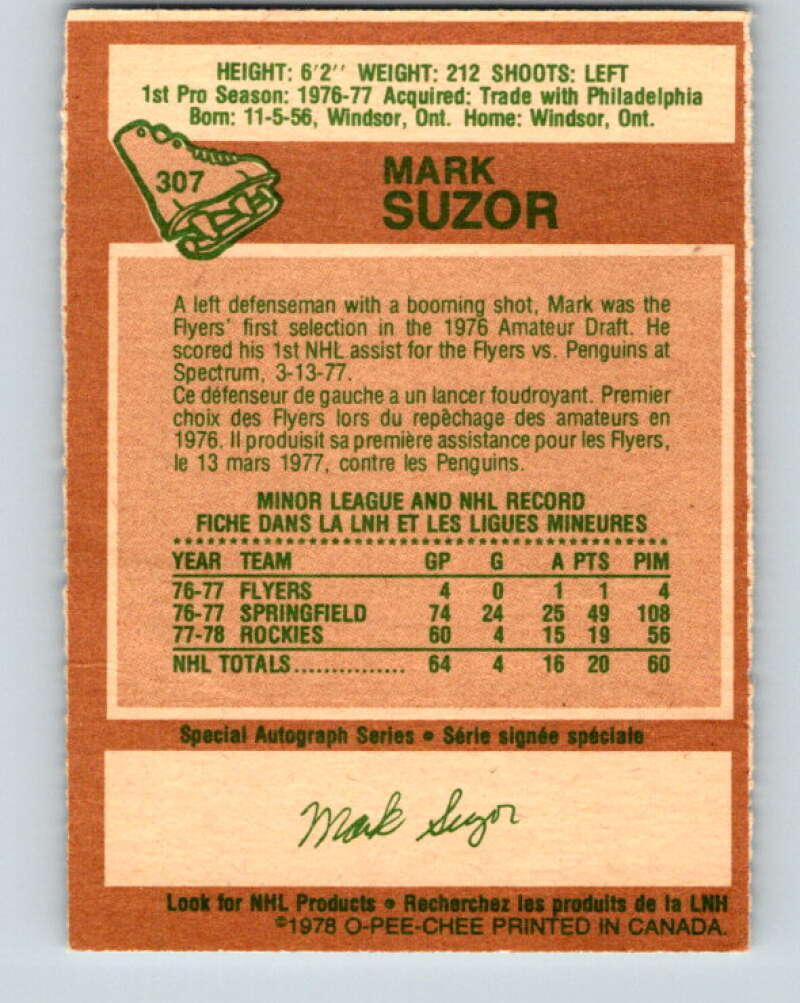 HEIGHT: 6'2'' WEIGHT: 212 SHOOTS: LEFT
1st Pro Season: 1976-77 Acquired: Trade with Philadelphia
Born: 11-5-56, Windsor, Ont. Home: Windsor, Ont.
307
MARK
SUZOR
A left defenseman with a booming shot, Mark was the
Flyers' first selection in the 1976 Amateur Draft. He
scored his 1st NHL assist for the Flyers vs. Penguins at
Spectrum, 3-13-77.
Ce défenseur de gauche a un lancer foudroyant. Premier
choix des Flyers lors du repêchage des amateurs en
1976. Il produisit sa première assistance pour les Flyers,
le 13 mars 1977, contre les Penguins.
MINOR LEAGUE AND NHL RECORD
FICHE DANS LA LNH ET LES LIGUES MINEURES
YEAR TEAM GP G A PTS PIM
76-77 FLYERS 4 0 1 1 4
76-77 SPRINGFIELD 74 24 25 49 108
77-78 ROCKIES 60 4 15 19 56
NHL TOTALS............... 64 4 16 20 60
Special Autograph Series • Série signée spéciale
Mark Suzor
Look for NHL Products • Recherchez les produits de la LNH
©1978 O-PEE-CHEE PRINTED IN CANADA.